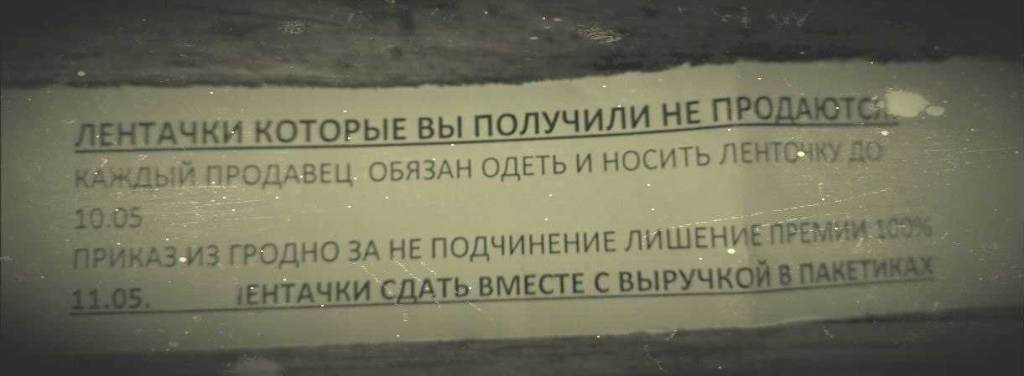 ЛЕНТАЧКИ КОТОРЫЕ ВЫ ПОЛУЧИЛИ НЕ ПРОДАЮТСЯ.
КАЖДЫЙ ПРОДАВЕЦ ОБЯЗАН ОДЕТЬ И НОСИТЬ ЛЕНТОЧКУ ДО
10.05
ПРИКАЗ ИЗ ГРОДНО ЗА НЕ ПОДЧИНЕНИЕ ЛИШЕНИЕ ПРЕМИИ 100%
11.05. ЛЕНТАЧКИ СДАТЬ ВМЕСТЕ С ВЫРУЧКОЙ В ПАКЕТИКАХ